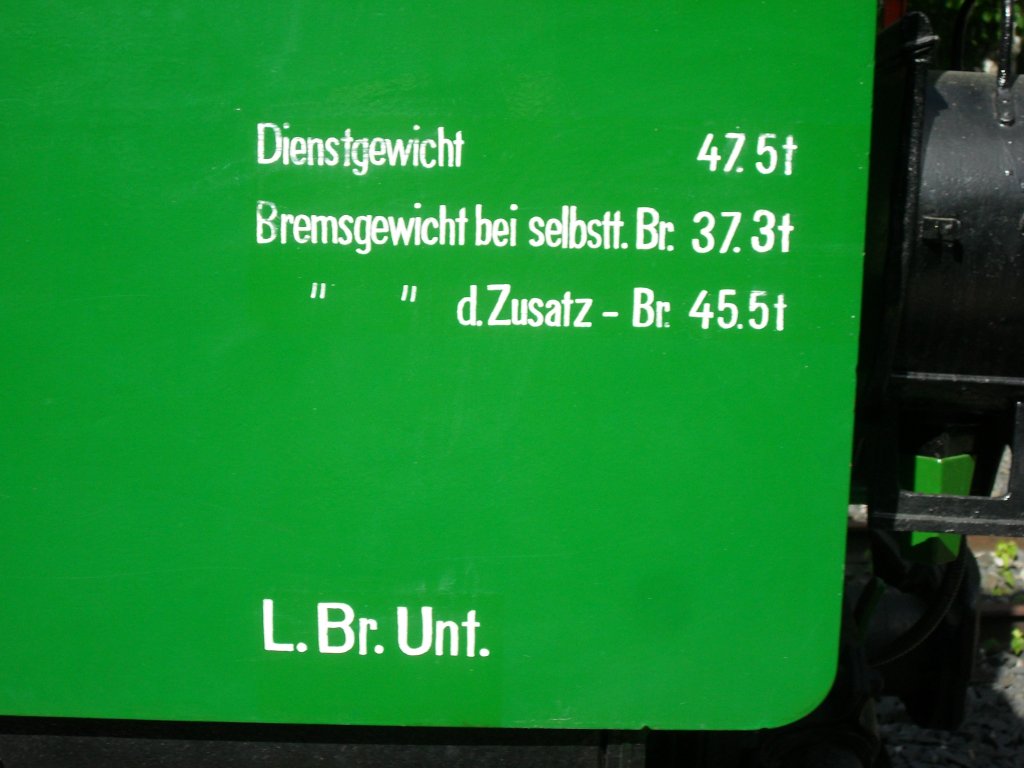 Dienstgewicht 47.5t
Bremsgewicht bei selbstt. Br. 37.3t
" " d. Zusatz - Br. 45.5t
L. Br. Unt.